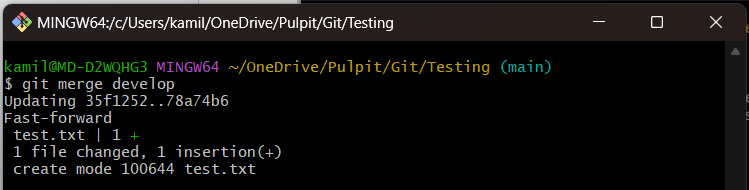 MINGW64:/c/Users/kamil/OneDrive/Pulpit/Git/Testing
kamil@MD-D2WQHG3 MINGW64 ~/OneDrive/Pulpit/Git/Testing (main)
$ git merge develop
Updating 35f1252..78a74b6
Fast-forward
 test.txt | 1 +
 1 file changed, 1 insertion(+)
 create mode 100644 test.txt